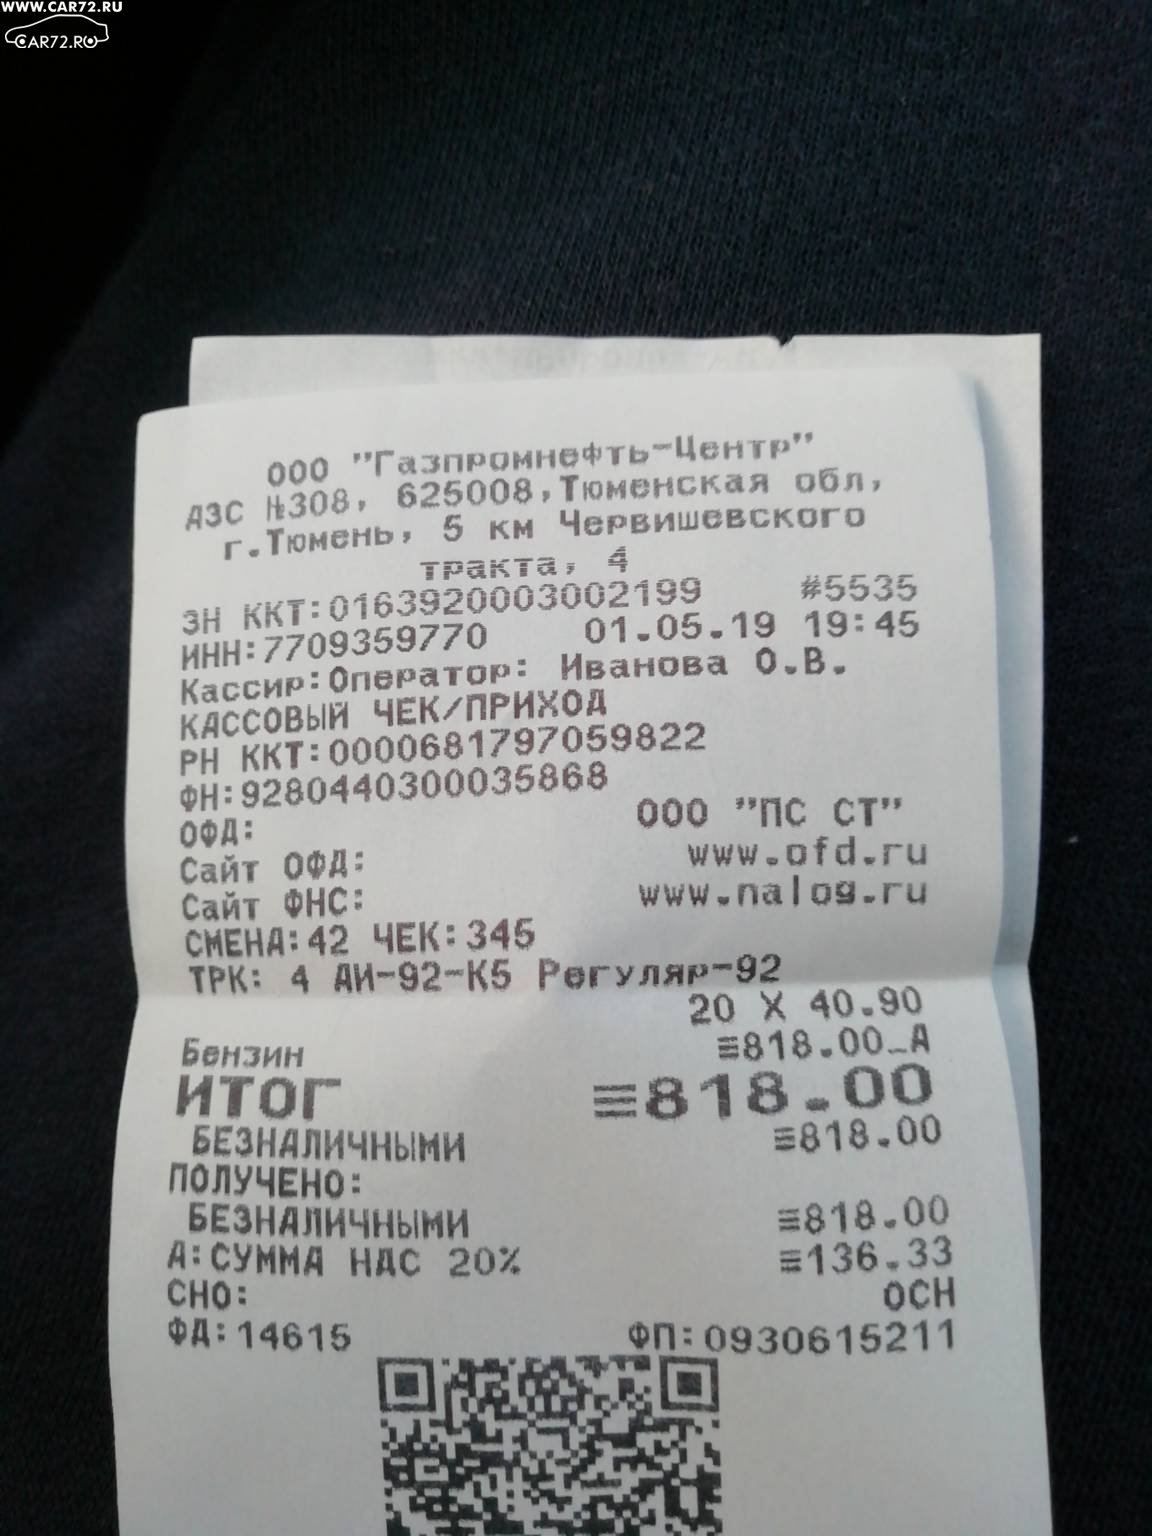 WWW.CAR72.RU
CAR72.RU
ООО "Газпромнефть-Центр"
АЗС №308, 625008,Тюменская обл,
г.Тюмень, 5 км Червишевского
тракта, 4
ЗН ККТ:0163920003002199 #5535
ИНН:7709359770 01.05.19 19:45
Кассир:Оператор: Иванова О.В.
КАССОВЫЙ ЧЕК/ПРИХОД
РН ККТ:0000681797059822
ФН:9280440300035868
ОФД: ООО "ПС СТ"
Сайт ОФД: www.ofd.ru
Сайт ФНС: www.nalog.ru
СМЕНА:42 ЧЕК:345
ТРК: 4 АИ-92-К5 Регуляр-92
20 X 40.90
Бензин ≡818.00_А
ИТОГ ≡818.00
БЕЗНАЛИЧНЫМИ ≡818.00
ПОЛУЧЕНО:
БЕЗНАЛИЧНЫМИ ≡818.00
А:СУММА НДС 20% ≡136.33
СНО: ОСН
ФД:14615 ФП:0930615211